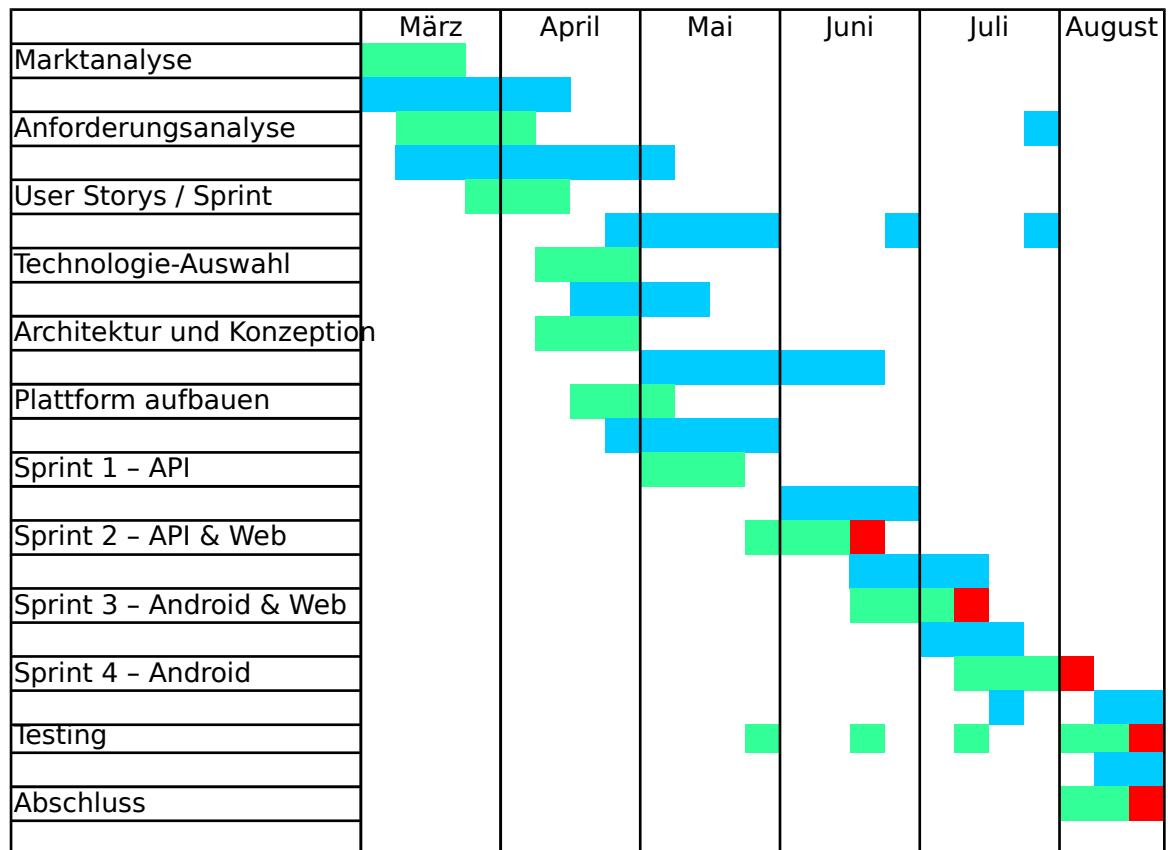 März April Mai Juni Juli August
Marktanalyse
Anforderungsanalyse
User Storys / Sprint
Technologie-Auswahl
Architektur und Konzeption
Plattform aufbauen
Sprint 1 – API
Sprint 2 – API & Web
Sprint 3 – Android & Web
Sprint 4 – Android
Testing
Abschluss